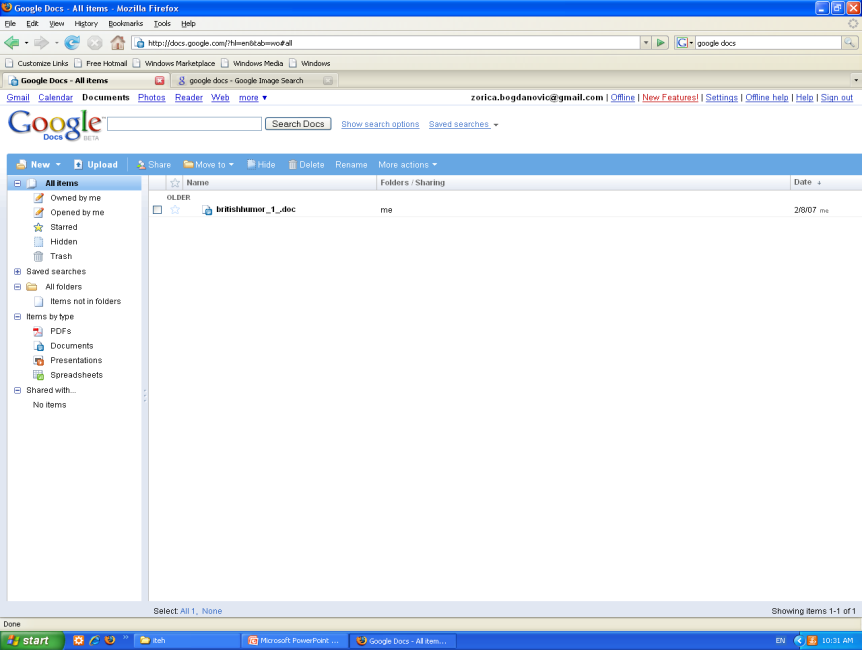 Google Docs - All items - Mozilla Firefox
File Edit View History Bookmarks Tools Help
http://docs.google.com/?hl=en&tab=wo#all google docs
Customize Links Free Hotmail Windows Marketplace Windows Media Windows
Google Docs - All items google docs - Google Image Search
Gmail Calendar Documents Photos Reader Web more ▼ zorica.bogdanovic@gmail.com | Offline | New Features! | Settings | Offline help | Help | Sign out
Google Docs BETA Search Docs Show search options Saved searches
New Upload Share Move to Hide Delete Rename More actions
All items Name Folders / Sharing Date
Owned by me OLDER
Opened by me britishhumor_1_.doc me 2/8/07 me
Starred
Hidden
Trash
Saved searches
All folders
Items not in folders
Items by type
PDFs
Documents
Presentations
Spreadsheets
Shared with...
No items
Select: All 1, None Showing items 1-1 of 1
Done
start » iteh Microsoft PowerPoint ... Google Docs - All item... EN 10:31 AM